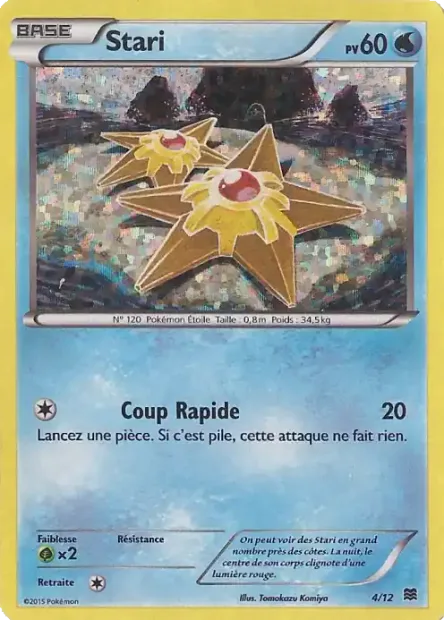 BASE
Stari
PV60
N° 120 Pokémon Étoile Taille : 0,8m Poids : 34,5kg
Coup Rapide 20
Lancez une pièce. Si c'est pile, cette attaque ne fait rien.
Faiblesse Résistance
×2
Retraite
On peut voir des Stari en grand
nombre près des côtes. La nuit, le
centre de son corps clignote d'une
lumière rouge.
©2015 Pokémon
Illus. Tomokazu Komiya
4/12